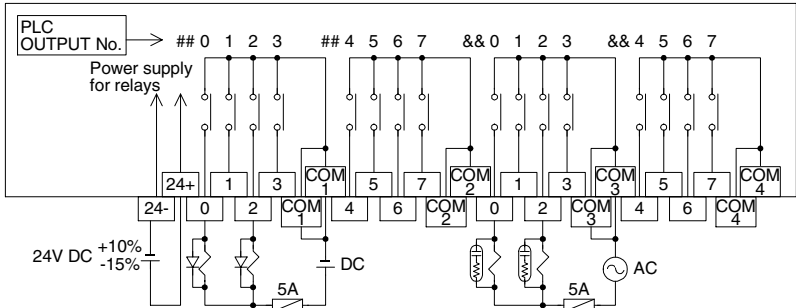 PLC
OUTPUT No.
## 0 1 2 3 ## 4 5 6 7 && 0 1 2 3 && 4 5 6 7
Power supply
for relays
24+ 1 3 COM 1 5 7 COM 2 1 3 COM 3 5 7 COM 4
24- 0 2 COM 1 4 6 COM 2 0 2 COM 3 4 6 COM 4
24V DC +10%
-15%
DC
AC
5A 5A